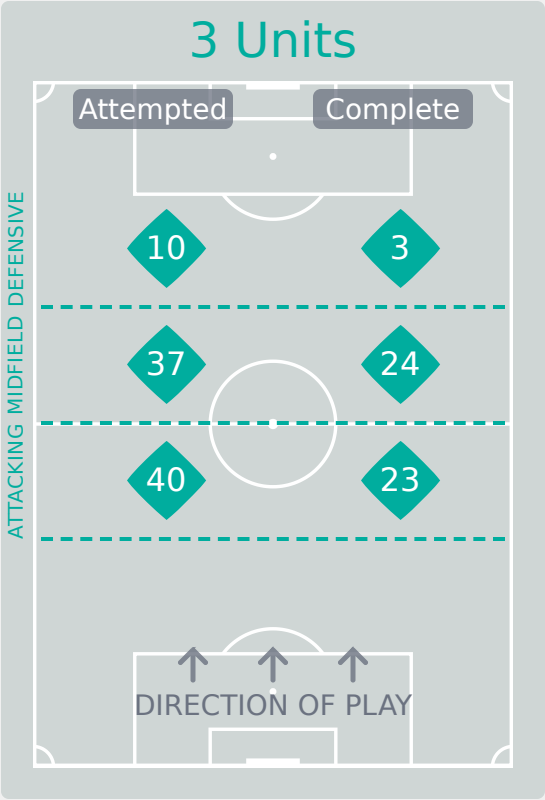 3 Units
Attempted Complete
10 3
37 24
40 23
ATTACKING MIDFIELD DEFENSIVE
DIRECTION OF PLAY